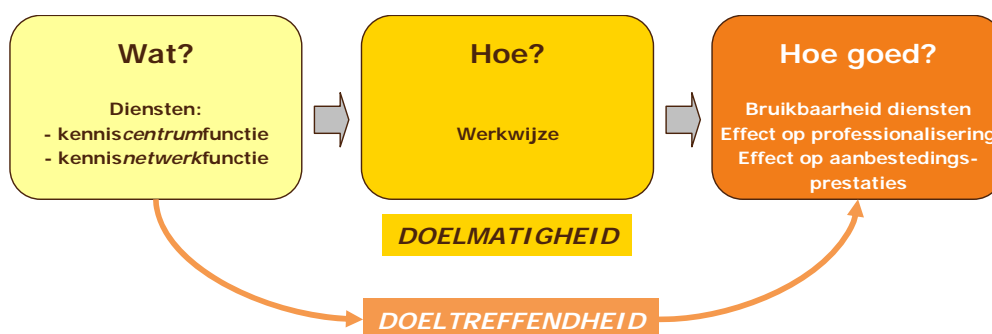 Wat?
Diensten:
- kenniscentrumfunctie
- kennisnetwerkfunctie
Hoe?
Werkwijze
Hoe goed?
Bruikbaarheid diensten
Effect op professionalisering
Effect op aanbestedings-
prestaties
DOELMATIGHEID
DOELTREFFENDHEID